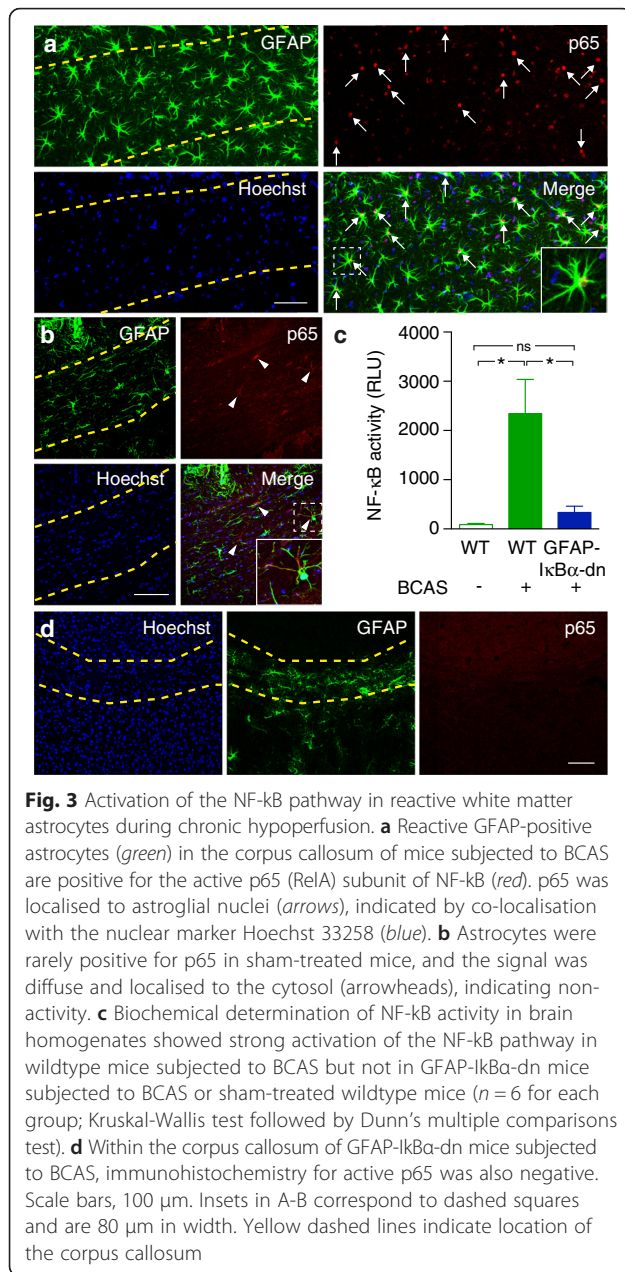 a
GFAP
p65
Hoechst
Merge
b
GFAP
p65
Hoechst
Merge
c
ns
*
*
NF-κB activity (RLU)
4000
3000
2000
1000
0
WT
WT
GFAP-
IκBα-dn
BCAS
-
+
+
d
Hoechst
GFAP
p65
Fig. 3 Activation of the NF-kB pathway in reactive white matter
astrocytes during chronic hypoperfusion. a Reactive GFAP-positive
astrocytes (green) in the corpus callosum of mice subjected to BCAS
are positive for the active p65 (RelA) subunit of NF-kB (red). p65 was
localised to astroglial nuclei (arrows), indicated by co-localisation
with the nuclear marker Hoechst 33258 (blue). b Astrocytes were
rarely positive for p65 in sham-treated mice, and the signal was
diffuse and localised to the cytosol (arrowheads), indicating non-
activity. c Biochemical determination of NF-kB activity in brain
homogenates showed strong activation of the NF-kB pathway in
wildtype mice subjected to BCAS but not in GFAP-IkBα-dn mice
subjected to BCAS or sham-treated wildtype mice (n = 6 for each
group; Kruskal-Wallis test followed by Dunn's multiple comparisons
test). d Within the corpus callosum of GFAP-IkBα-dn mice subjected
to BCAS, immunohistochemistry for active p65 was also negative.
Scale bars, 100 μm. Insets in A-B correspond to dashed squares
and are 80 μm in width. Yellow dashed lines indicate location of
the corpus callosum